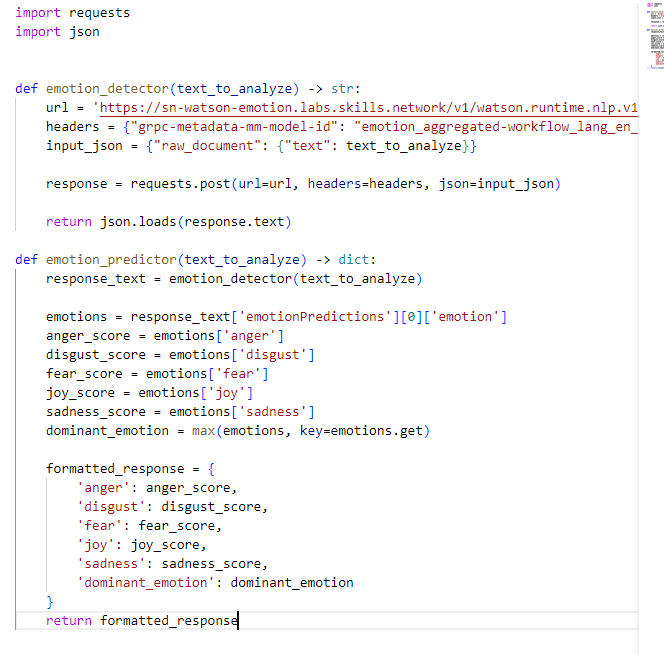 import requests
import json
def emotion_detector(text_to_analyze) -> str:
    url = 'https://sn-watson-emotion.labs.skills.network/v1/watson.runtime.nlp.v1
    headers = {"grpc-metadata-mm-model-id": "emotion_aggregated-workflow_lang_en_
    input_json = {"raw_document": {"text": text_to_analyze}}
    response = requests.post(url=url, headers=headers, json=input_json)
    return json.loads(response.text)
def emotion_predictor(text_to_analyze) -> dict:
    response_text = emotion_detector(text_to_analyze)
    emotions = response_text['emotionPredictions'][0]['emotion']
    anger_score = emotions['anger']
    disgust_score = emotions['disgust']
    fear_score = emotions['fear']
    joy_score = emotions['joy']
    sadness_score = emotions['sadness']
    dominant_emotion = max(emotions, key=emotions.get)
    formatted_response = {
        'anger': anger_score,
        'disgust': disgust_score,
        'fear': fear_score,
        'joy': joy_score,
        'sadness': sadness_score,
        'dominant_emotion': dominant_emotion
    }
    return formatted_response